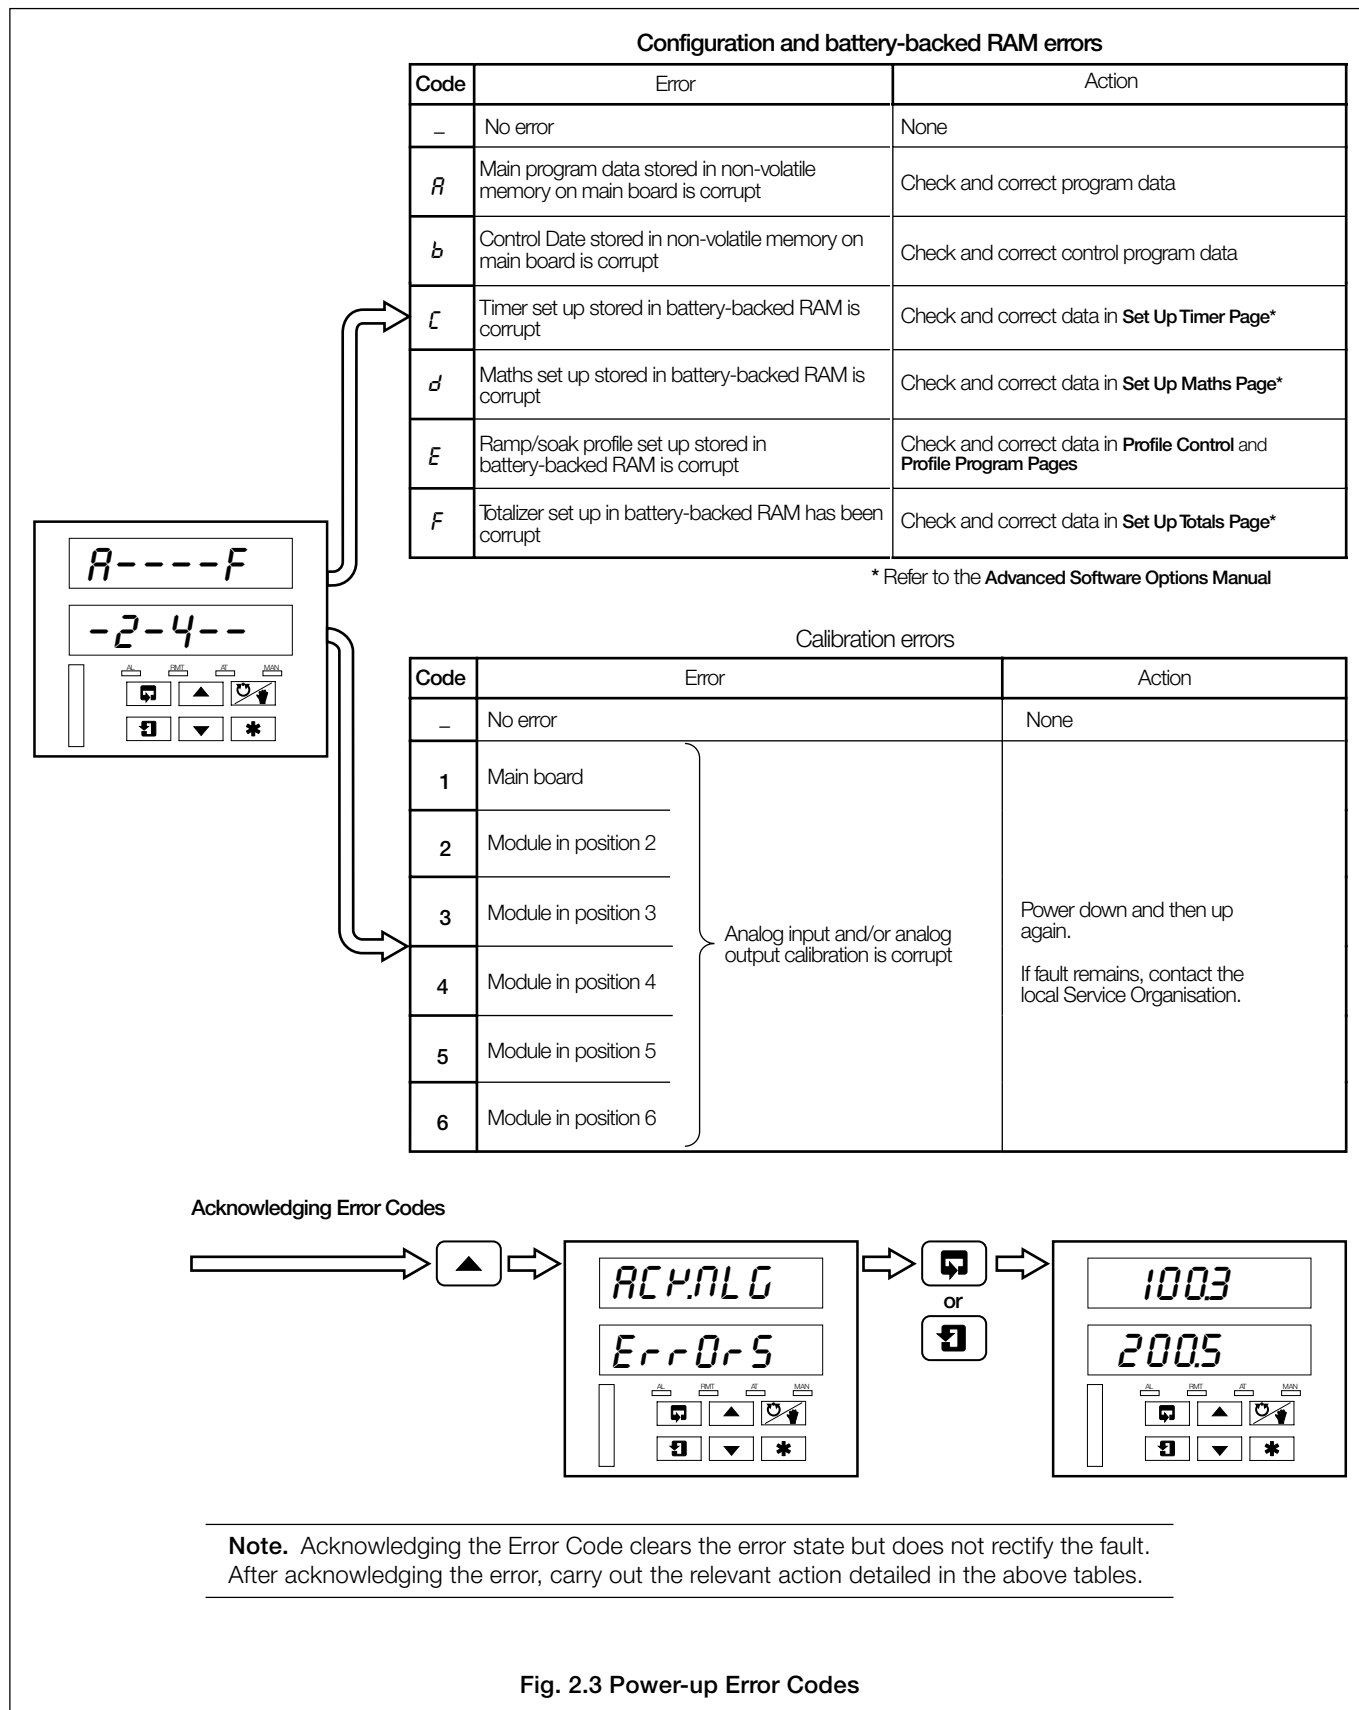 Configuration and battery-backed RAM errors
Code Error Action
– No error None
A Main program data stored in non-volatile
memory on main board is corrupt
Check and correct program data
b Control Date stored in non-volatile memory on
main board is corrupt
Check and correct control program data
C Timer set up stored in battery-backed RAM is
corrupt
Check and correct data in Set Up Timer Page*
d Maths set up stored in battery-backed RAM is
corrupt
Check and correct data in Set Up Maths Page*
E Ramp/soak profile set up stored in
battery-backed RAM is corrupt
Check and correct data in Profile Control and
Profile Program Pages
F Totalizer set up in battery-backed RAM has been
corrupt
Check and correct data in Set Up Totals Page*
* Refer to the Advanced Software Options Manual
A----F
-2-4--
AL RMT AT MAN
Calibration errors
Code Error Action
– No error None
1 Main board
2 Module in position 2
3 Module in position 3
4 Module in position 4
5 Module in position 5
6 Module in position 6
Analog input and/or analog
output calibration is corrupt
Power down and then up
again.
If fault remains, contact the
local Service Organisation.
Acknowledging Error Codes
ACK.NLG
ErrOrS
AL RMT AT MAN
or
100.3
200.5
AL RMT AT MAN
Note. Acknowledging the Error Code clears the error state but does not rectify the fault.
After acknowledging the error, carry out the relevant action detailed in the above tables.
Fig. 2.3 Power-up Error Codes